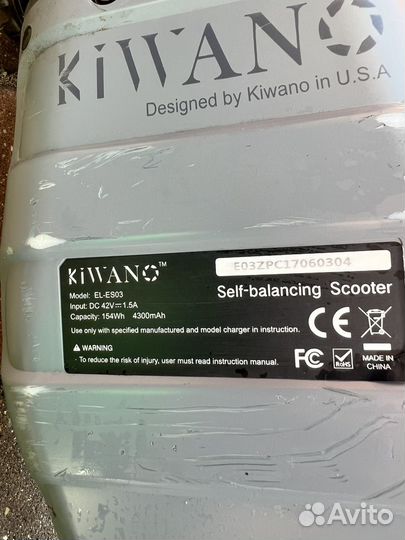 KiWANO
Designed by Kiwano in U.S.A
KiWANO™
E03ZPC17060304
Model: EL-ES03
Input: DC 42V⎓1.5A
Capacity: 154Wh 4300mAh
Self-balancing Scooter
Use only with specified manufactured and model charger in instruction.
⚠ WARNING
- To reduce the risk of injury, user must read instruction manual.
CE
FC
RoHS
MADE IN
CHINA
Avito